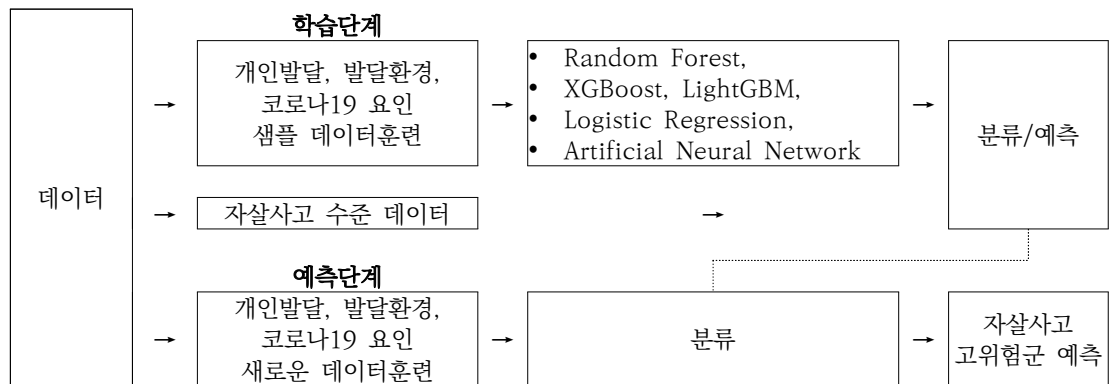 데이터
학습단계
개인발달, 발달환경,
코로나19 요인
샘플 데이터훈련
• Random Forest,
• XGBoost, LightGBM,
• Logistic Regression,
• Artificial Neural Network
분류/예측
자살사고 수준 데이터
예측단계
개인발달, 발달환경,
코로나19 요인
새로운 데이터훈련
분류
자살사고
고위험군 예측